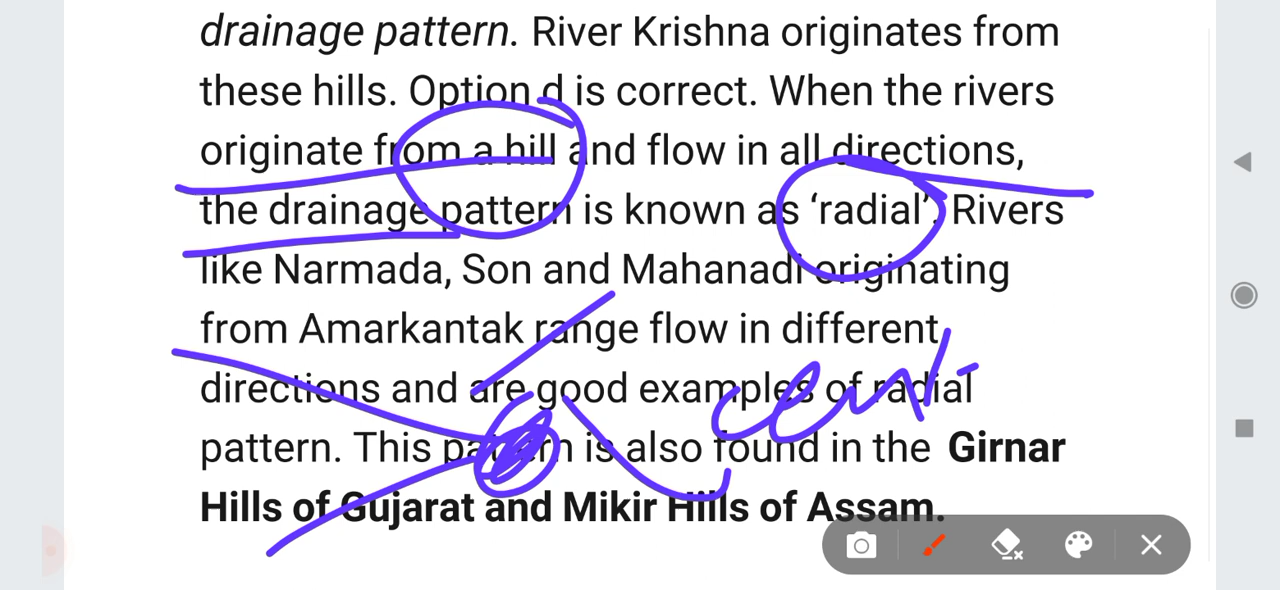 drainage pattern. River Krishna originates from
these hills. Option d is correct. When the rivers
originate from a hill and flow in all directions,
the drainage pattern is known as ‘radial’. Rivers
like Narmada, Son and Mahanadi originating
from Amarkantak range flow in different
directions and are good examples of radial
cent
pattern. This pattern is also found in the Girnar
Hills of Gujarat and Mikir Hills of Assam.